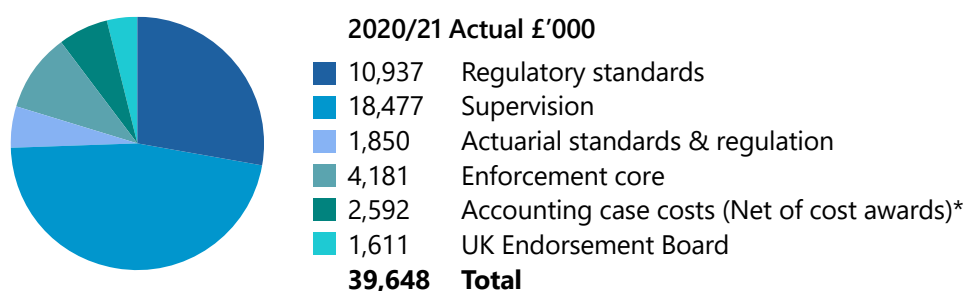 2020/21 Actual £’000
10,937 Regulatory standards
18,477 Supervision
1,850 Actuarial standards & regulation
4,181 Enforcement core
2,592 Accounting case costs (Net of cost awards)*
1,611 UK Endorsement Board
39,648 Total